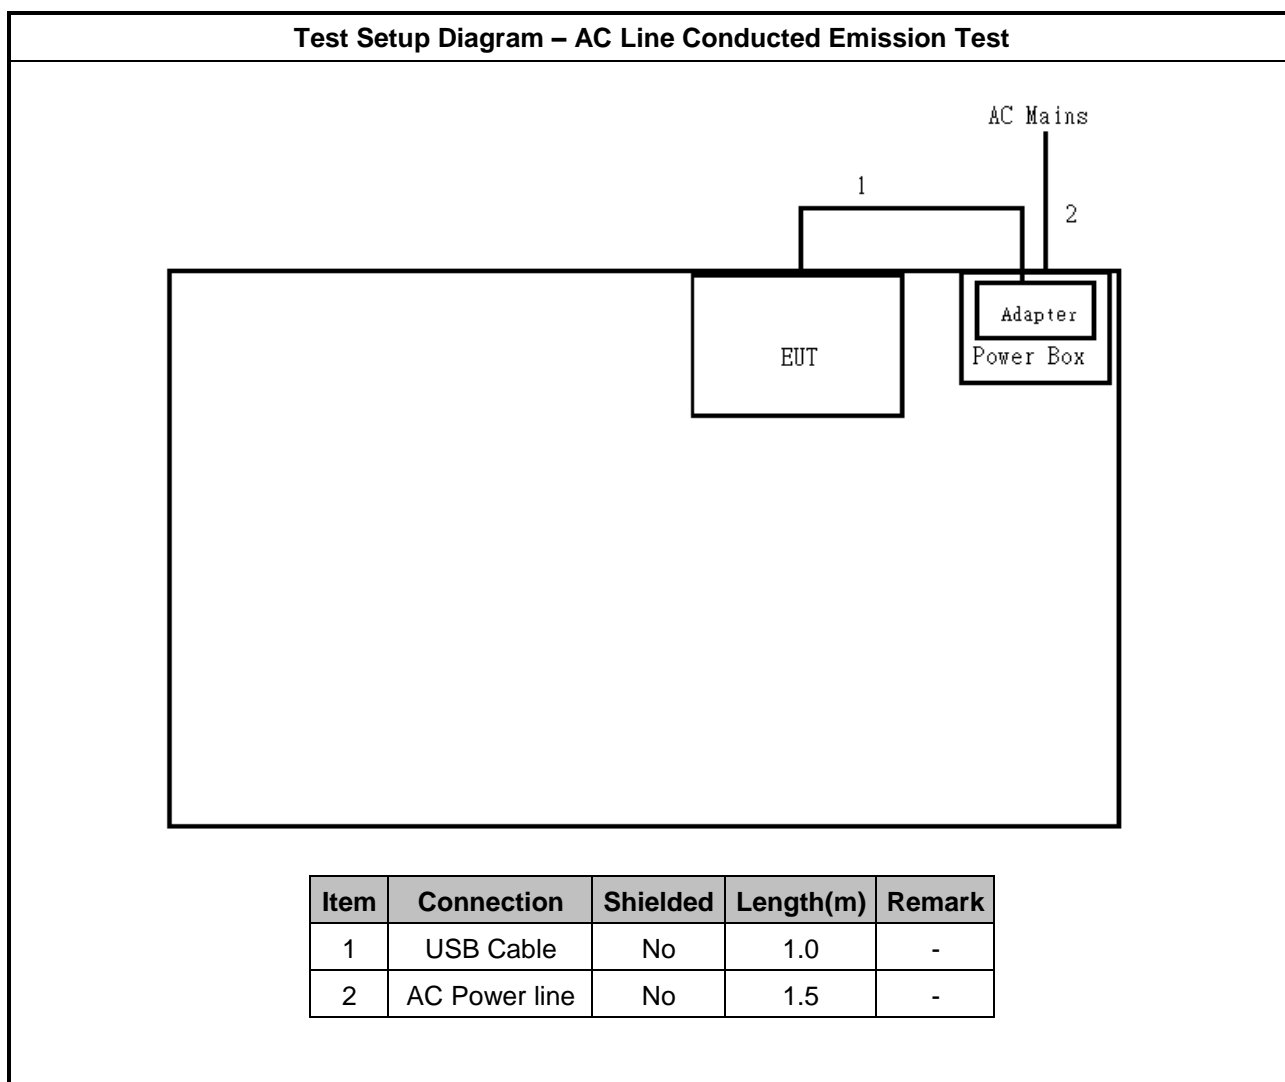 Test Setup Diagram – AC Line Conducted Emission Test
AC Mains
1
2
Adapter
EUT
Power Box
Item Connection Shielded Length(m) Remark
1 USB Cable No 1.0 -
2 AC Power line No 1.5 -